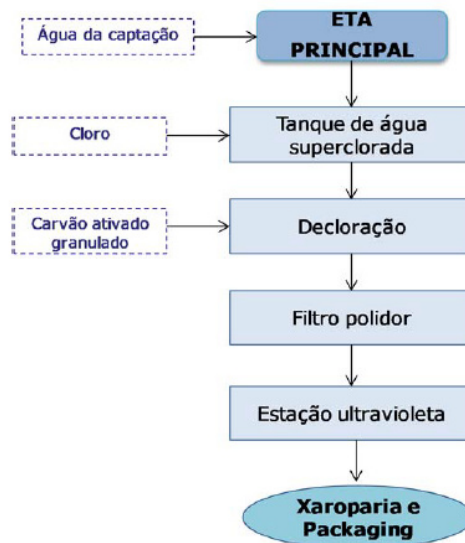 Água da captação
ETA
PRINCIPAL
Cloro
Tanque de água
superclorada
Carvão ativado
granulado
Decloração
Filtro polidor
Estação ultravioleta
Xaroparia e
Packaging